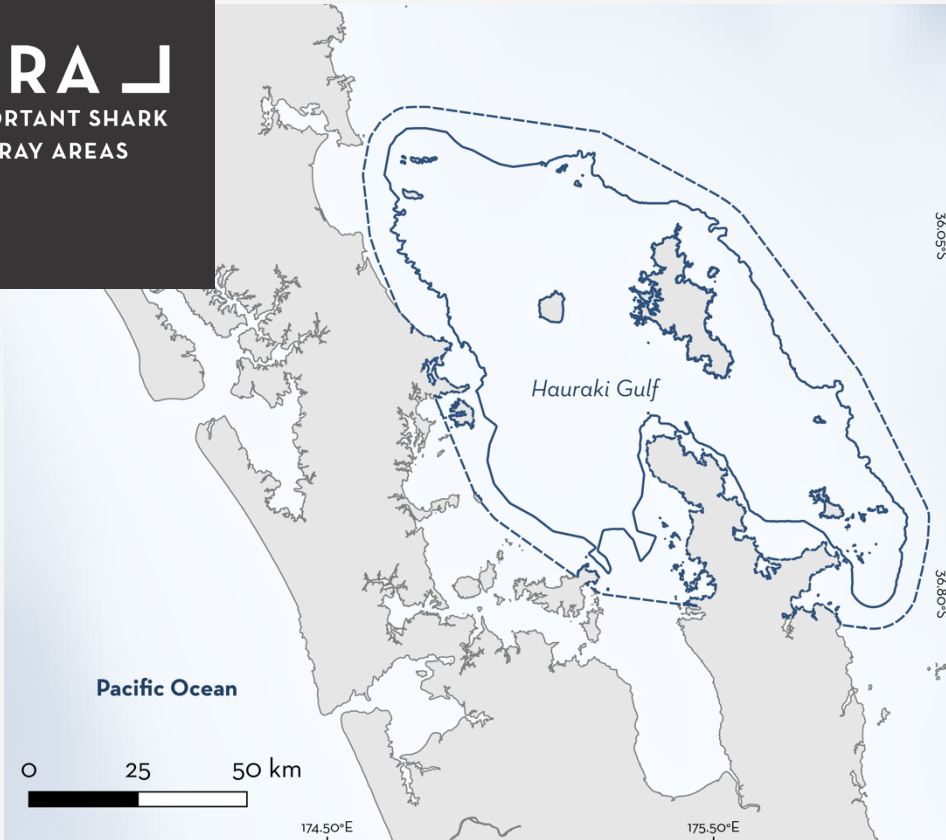 RA
ORTANT SHARK
RAY AREAS
36.05°S
Hauraki Gulf
36.80°S
Pacific Ocean
0 25 50 km
174.50°E 175.50°E